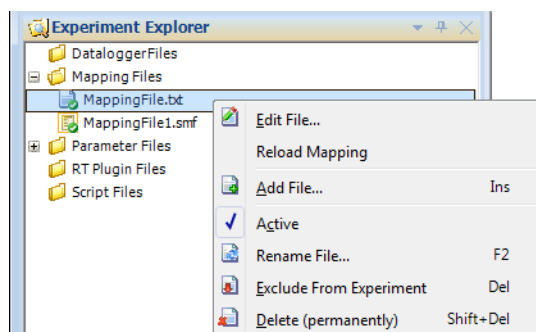 Experiment Explorer
DataloggerFiles
Mapping Files
MappingFile.txt
MappingFile1.smf
Parameter Files
RT Plugin Files
Script Files
Edit File...
Reload Mapping
Add File... Ins
Active
Rename File... F2
Exclude From Experiment Del
Delete (permanently) Shift+Del